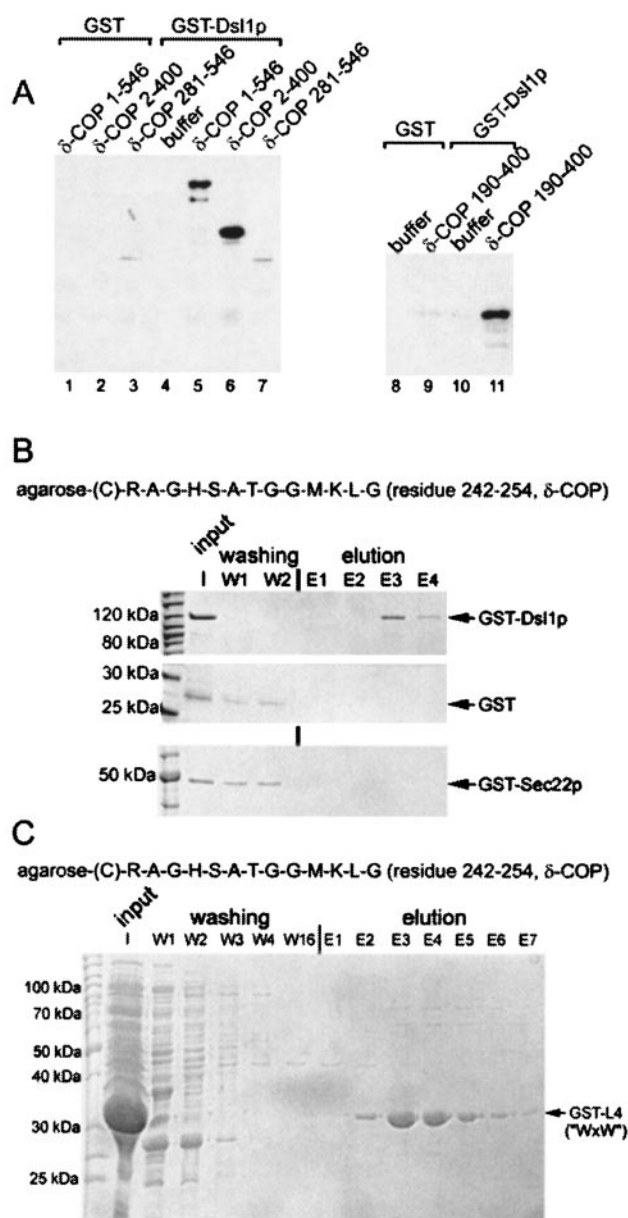 GST GST-Dsl1p
A
δ-COP 1-546
δ-COP 2-400
δ-COP 281-546
buffer
δ-COP 1-546
δ-COP 2-400
δ-COP 281-546
1 2 3 4 5 6 7
GST
GST-Dsl1p
buffer
δ-COP 190-400
buffer
δ-COP 190-400
8 9 10 11
B
agarose-(C)-R-A-G-H-S-A-T-G-G-M-K-L-G (residue 242-254, δ-COP)
input washing elution
I W1 W2 E1 E2 E3 E4
120 kDa
80 kDa
GST-Dsl1p
30 kDa
25 kDa
GST
50 kDa
GST-Sec22p
C
agarose-(C)-R-A-G-H-S-A-T-G-G-M-K-L-G (residue 242-254, δ-COP)
input washing elution
I W1 W2 W3 W4 W16 E1 E2 E3 E4 E5 E6 E7
100 kDa
70 kDa
50 kDa
40 kDa
30 kDa
25 kDa
GST-L4
("WxW")